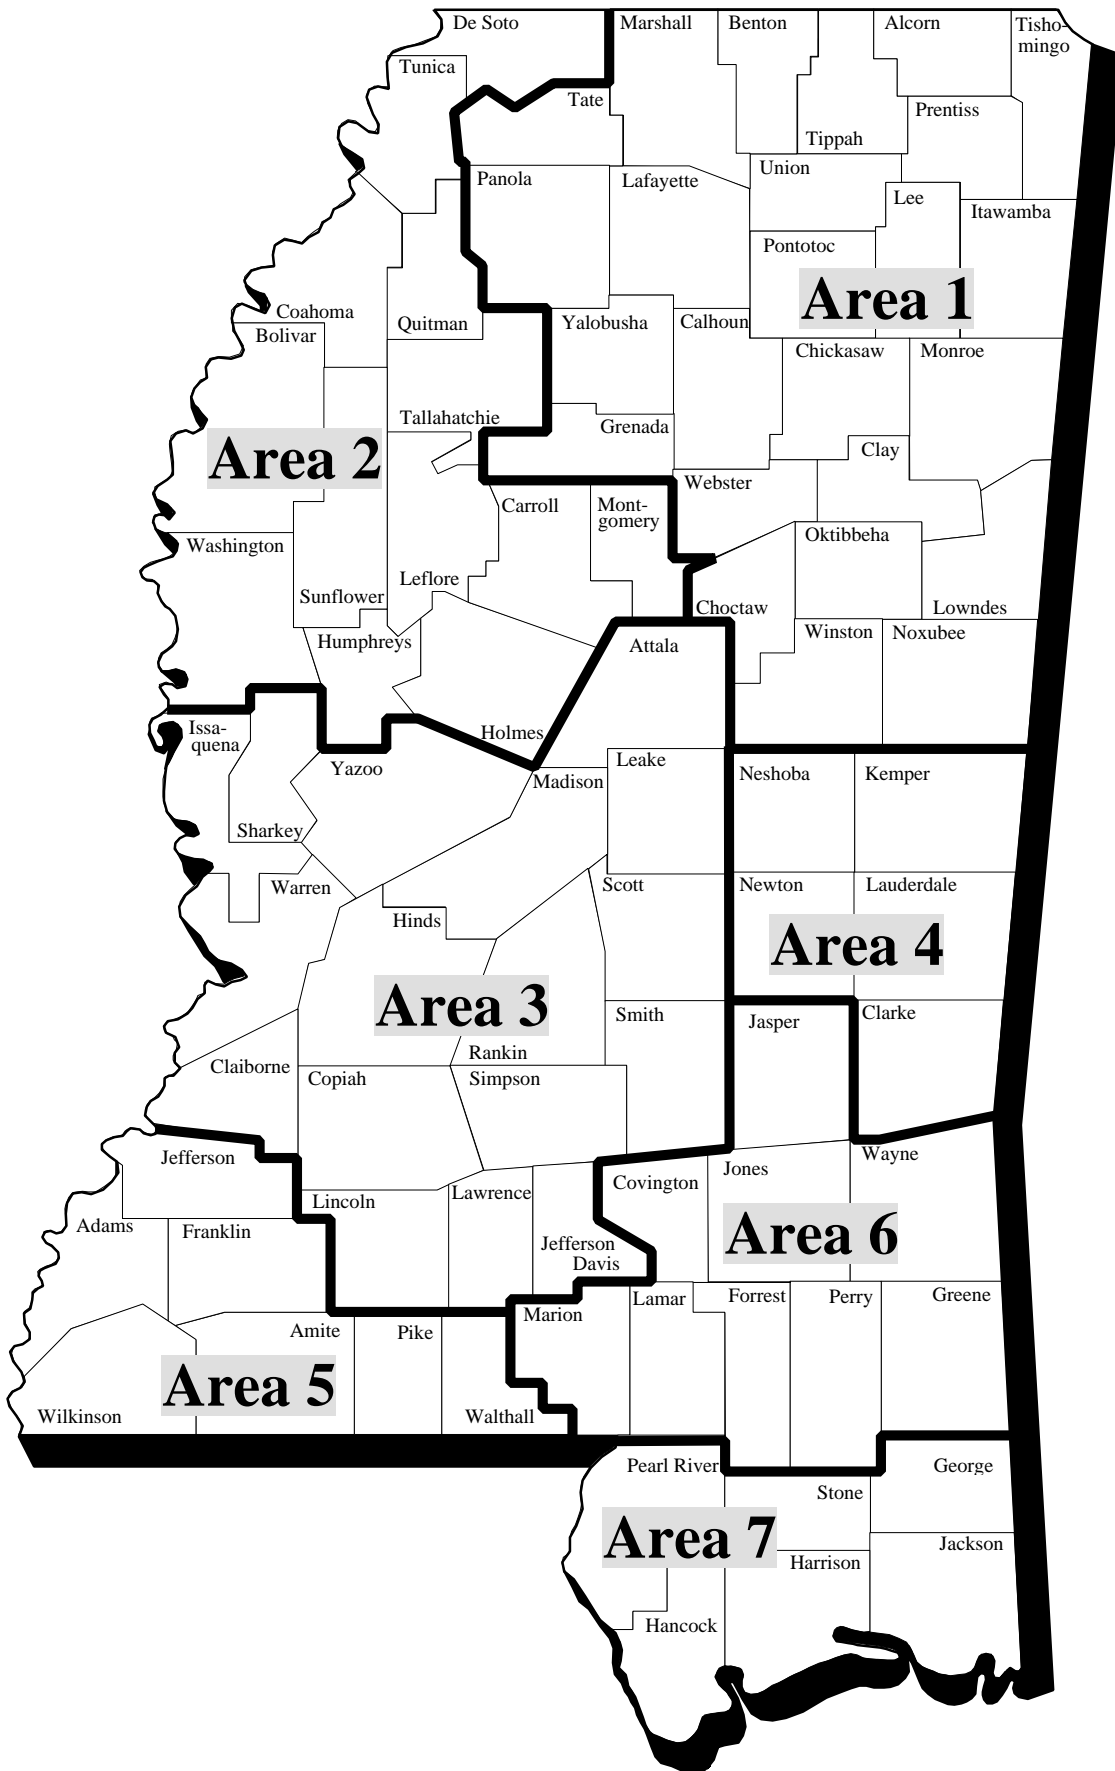 De Soto
Marshall
Benton
Alcorn
Tisho-
mingo
Tunica
Tate
Prentiss
Tippah
Panola
Lafayette
Union
Lee
Itawamba
Pontotoc
Area 1
Coahoma
Bolivar
Quitman
Yalobusha
Calhoun
Chickasaw
Monroe
Tallahatchie
Grenada
Area 2
Clay
Webster
Carroll
Mont-
gomery
Oktibbeha
Washington
Leflore
Sunflower
Choctaw
Lowndes
Humphreys
Attala
Winston
Noxubee
Issa-
quena
Holmes
Yazoo
Madison
Leake
Neshoba
Kemper
Sharkey
Warren
Scott
Newton
Lauderdale
Hinds
Area 4
Area 3
Smith
Jasper
Clarke
Claiborne
Rankin
Copiah
Simpson
Jefferson
Lincoln
Lawrence
Covington
Jones
Wayne
Adams
Franklin
Jefferson
Davis
Area 6
Marion
Lamar
Forrest
Perry
Greene
Amite
Pike
Area 5
Wilkinson
Walthall
Pearl River
George
Stone
Area 7
Harrison
Jackson
Hancock